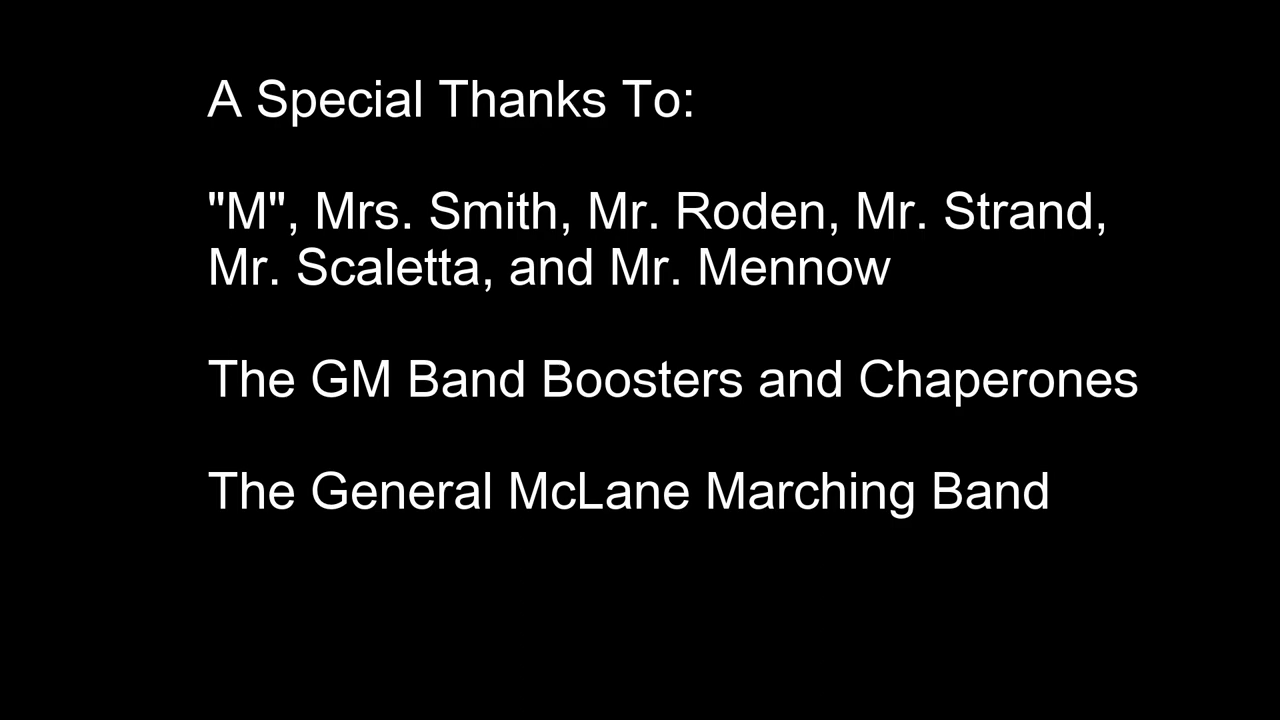 A Special Thanks To:
"M", Mrs. Smith, Mr. Roden, Mr. Strand,
Mr. Scaletta, and Mr. Mennow
The GM Band Boosters and Chaperones
The General McLane Marching Band